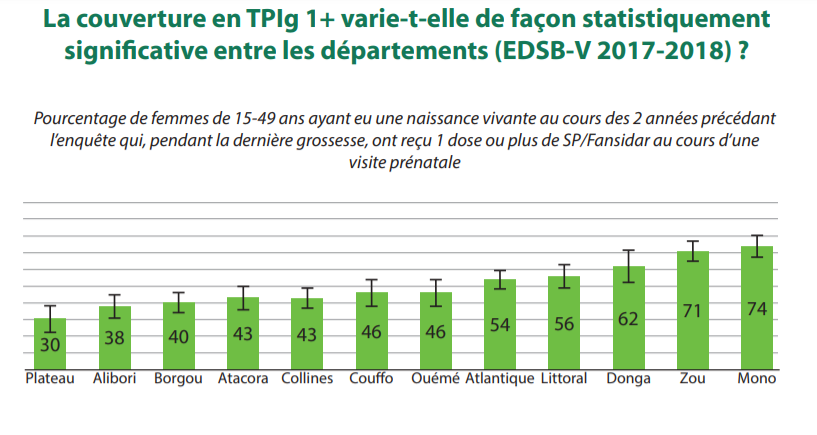 La couverture en TPIg 1+ varie-t-elle de façon statistiquement
significative entre les départements (EDSB-V 2017-2018) ?
Pourcentage de femmes de 15-49 ans ayant eu une naissance vivante au cours des 2 années précédant
l’enquête qui, pendant la dernière grossesse, ont reçu 1 dose ou plus de SP/Fansidar au cours d’une
visite prénatale
30 38 40 43 43 46 46 54 56 62 71 74
Plateau Alibori Borgou Atacora Collines Couffo Ouémé Atlantique Littoral Donga Zou Mono